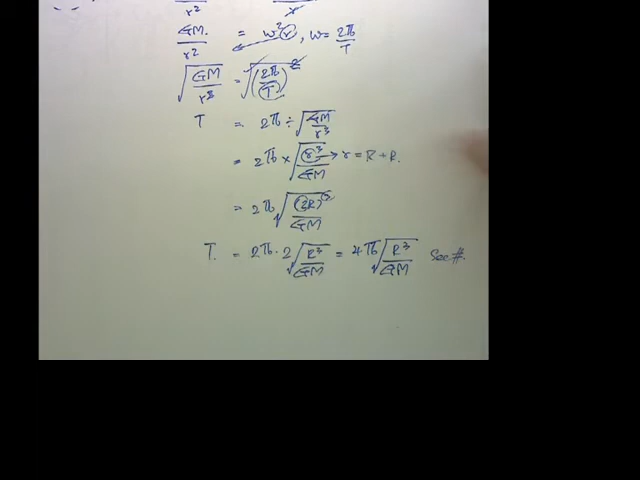 GM/r² = ω²r, ω = 2π/T
√(GM/r³) = √(2π/T)²
T = 2π ÷ √(GM/r³)
= 2π × √(r³/GM) → r = R + R.
= 2π √((2R)³/GM)
T. = 2π · 2 √(R³/GM) = 4π √(R³/GM) Sec #.